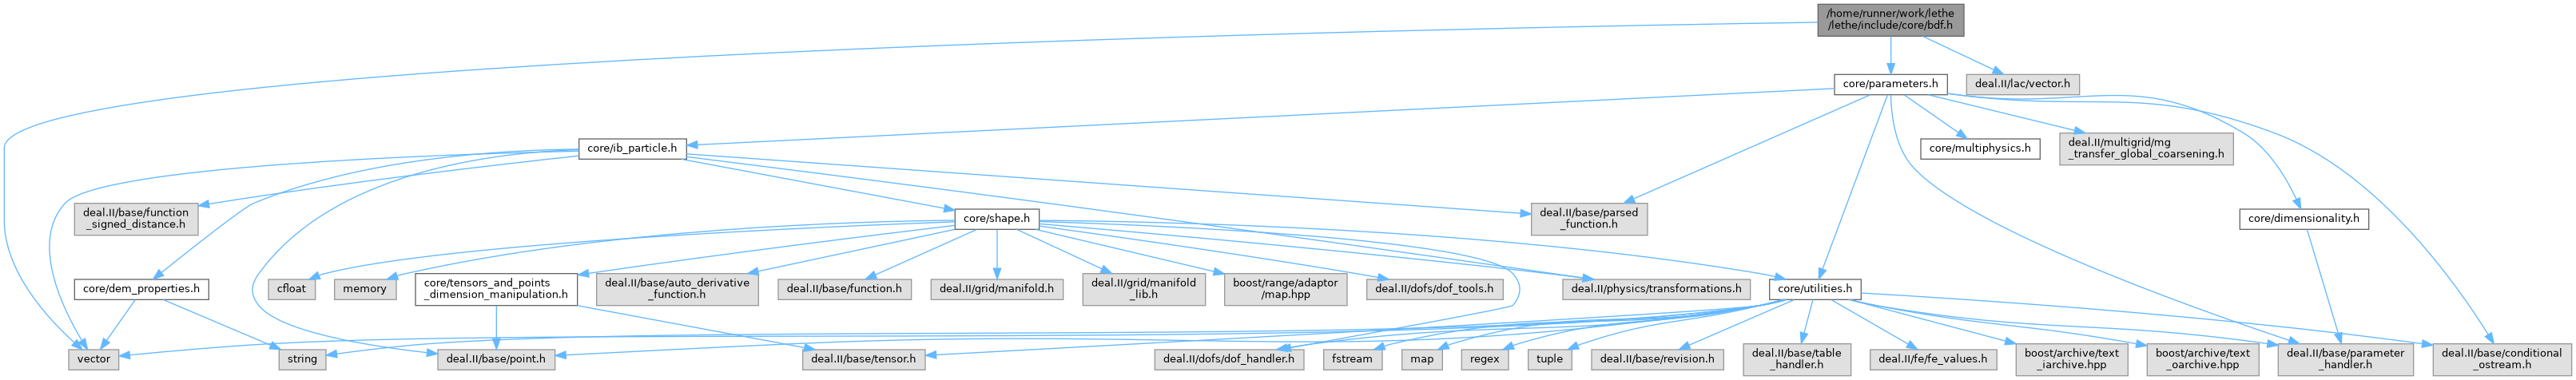 /home/runner/work/lethe
/lethe/include/core/bdf.h
core/parameters.h
deal.II/lac/vector.h
core/ib_particle.h
core/multiphysics.h
deal.II/multigrid/mg
_transfer_global_coarsening.h
deal.II/base/function
_signed_distance.h
core/shape.h
deal.II/base/parsed
_function.h
core/dimensionality.h
core/dem_properties.h
cfloat
memory
core/tensors_and_points
_dimension_manipulation.h
deal.II/base/auto_derivative
_function.h
deal.II/base/function.h
deal.II/grid/manifold.h
deal.II/grid/manifold
_lib.h
boost/range/adaptor
/map.hpp
deal.II/dofs/dof_tools.h
deal.II/physics/transformations.h
core/utilities.h
vector
string
deal.II/base/point.h
deal.II/base/tensor.h
deal.II/dofs/dof_handler.h
fstream
map
regex
tuple
deal.II/base/revision.h
deal.II/base/table
_handler.h
deal.II/fe/fe_values.h
boost/archive/text
_iarchive.hpp
boost/archive/text
_oarchive.hpp
deal.II/base/parameter
_handler.h
deal.II/base/conditional
_ostream.h